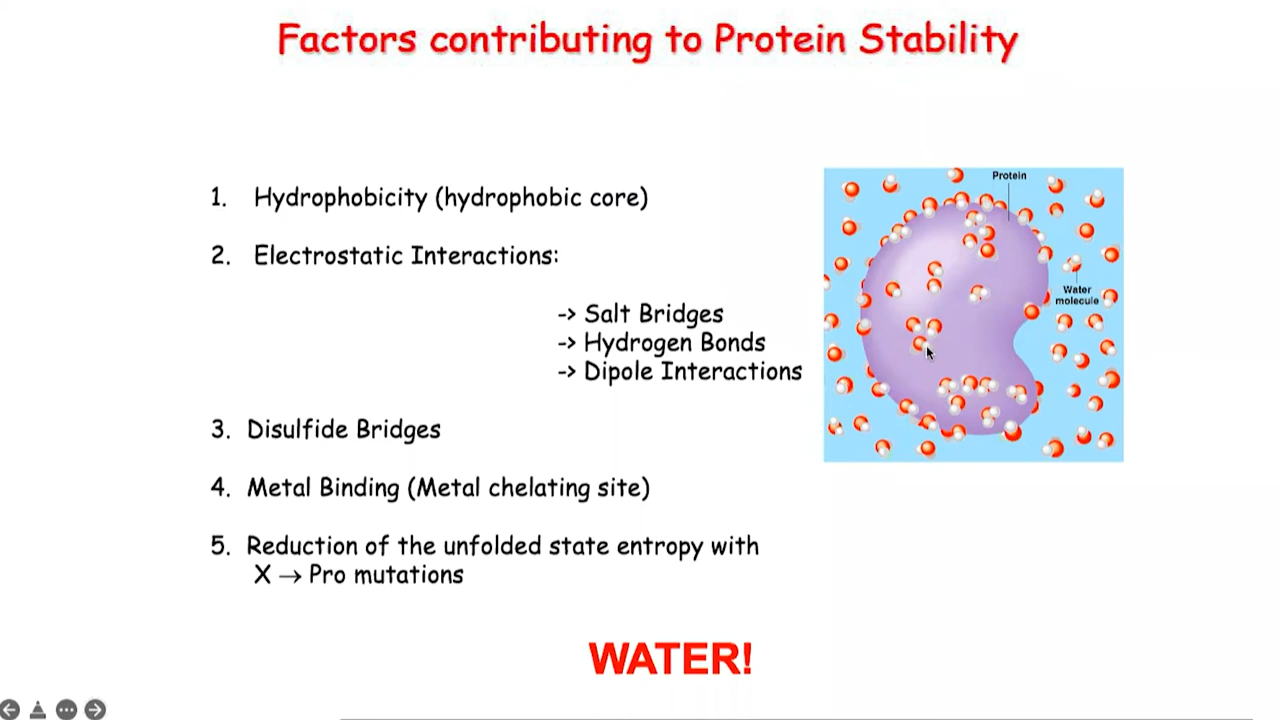 Factors contributing to Protein Stability
1. Hydrophobicity (hydrophobic core)
2. Electrostatic Interactions:
-> Salt Bridges
-> Hydrogen Bonds
-> Dipole Interactions
3. Disulfide Bridges
4. Metal Binding (Metal chelating site)
5. Reduction of the unfolded state entropy with
X → Pro mutations
Protein
Water
molecule
WATER!